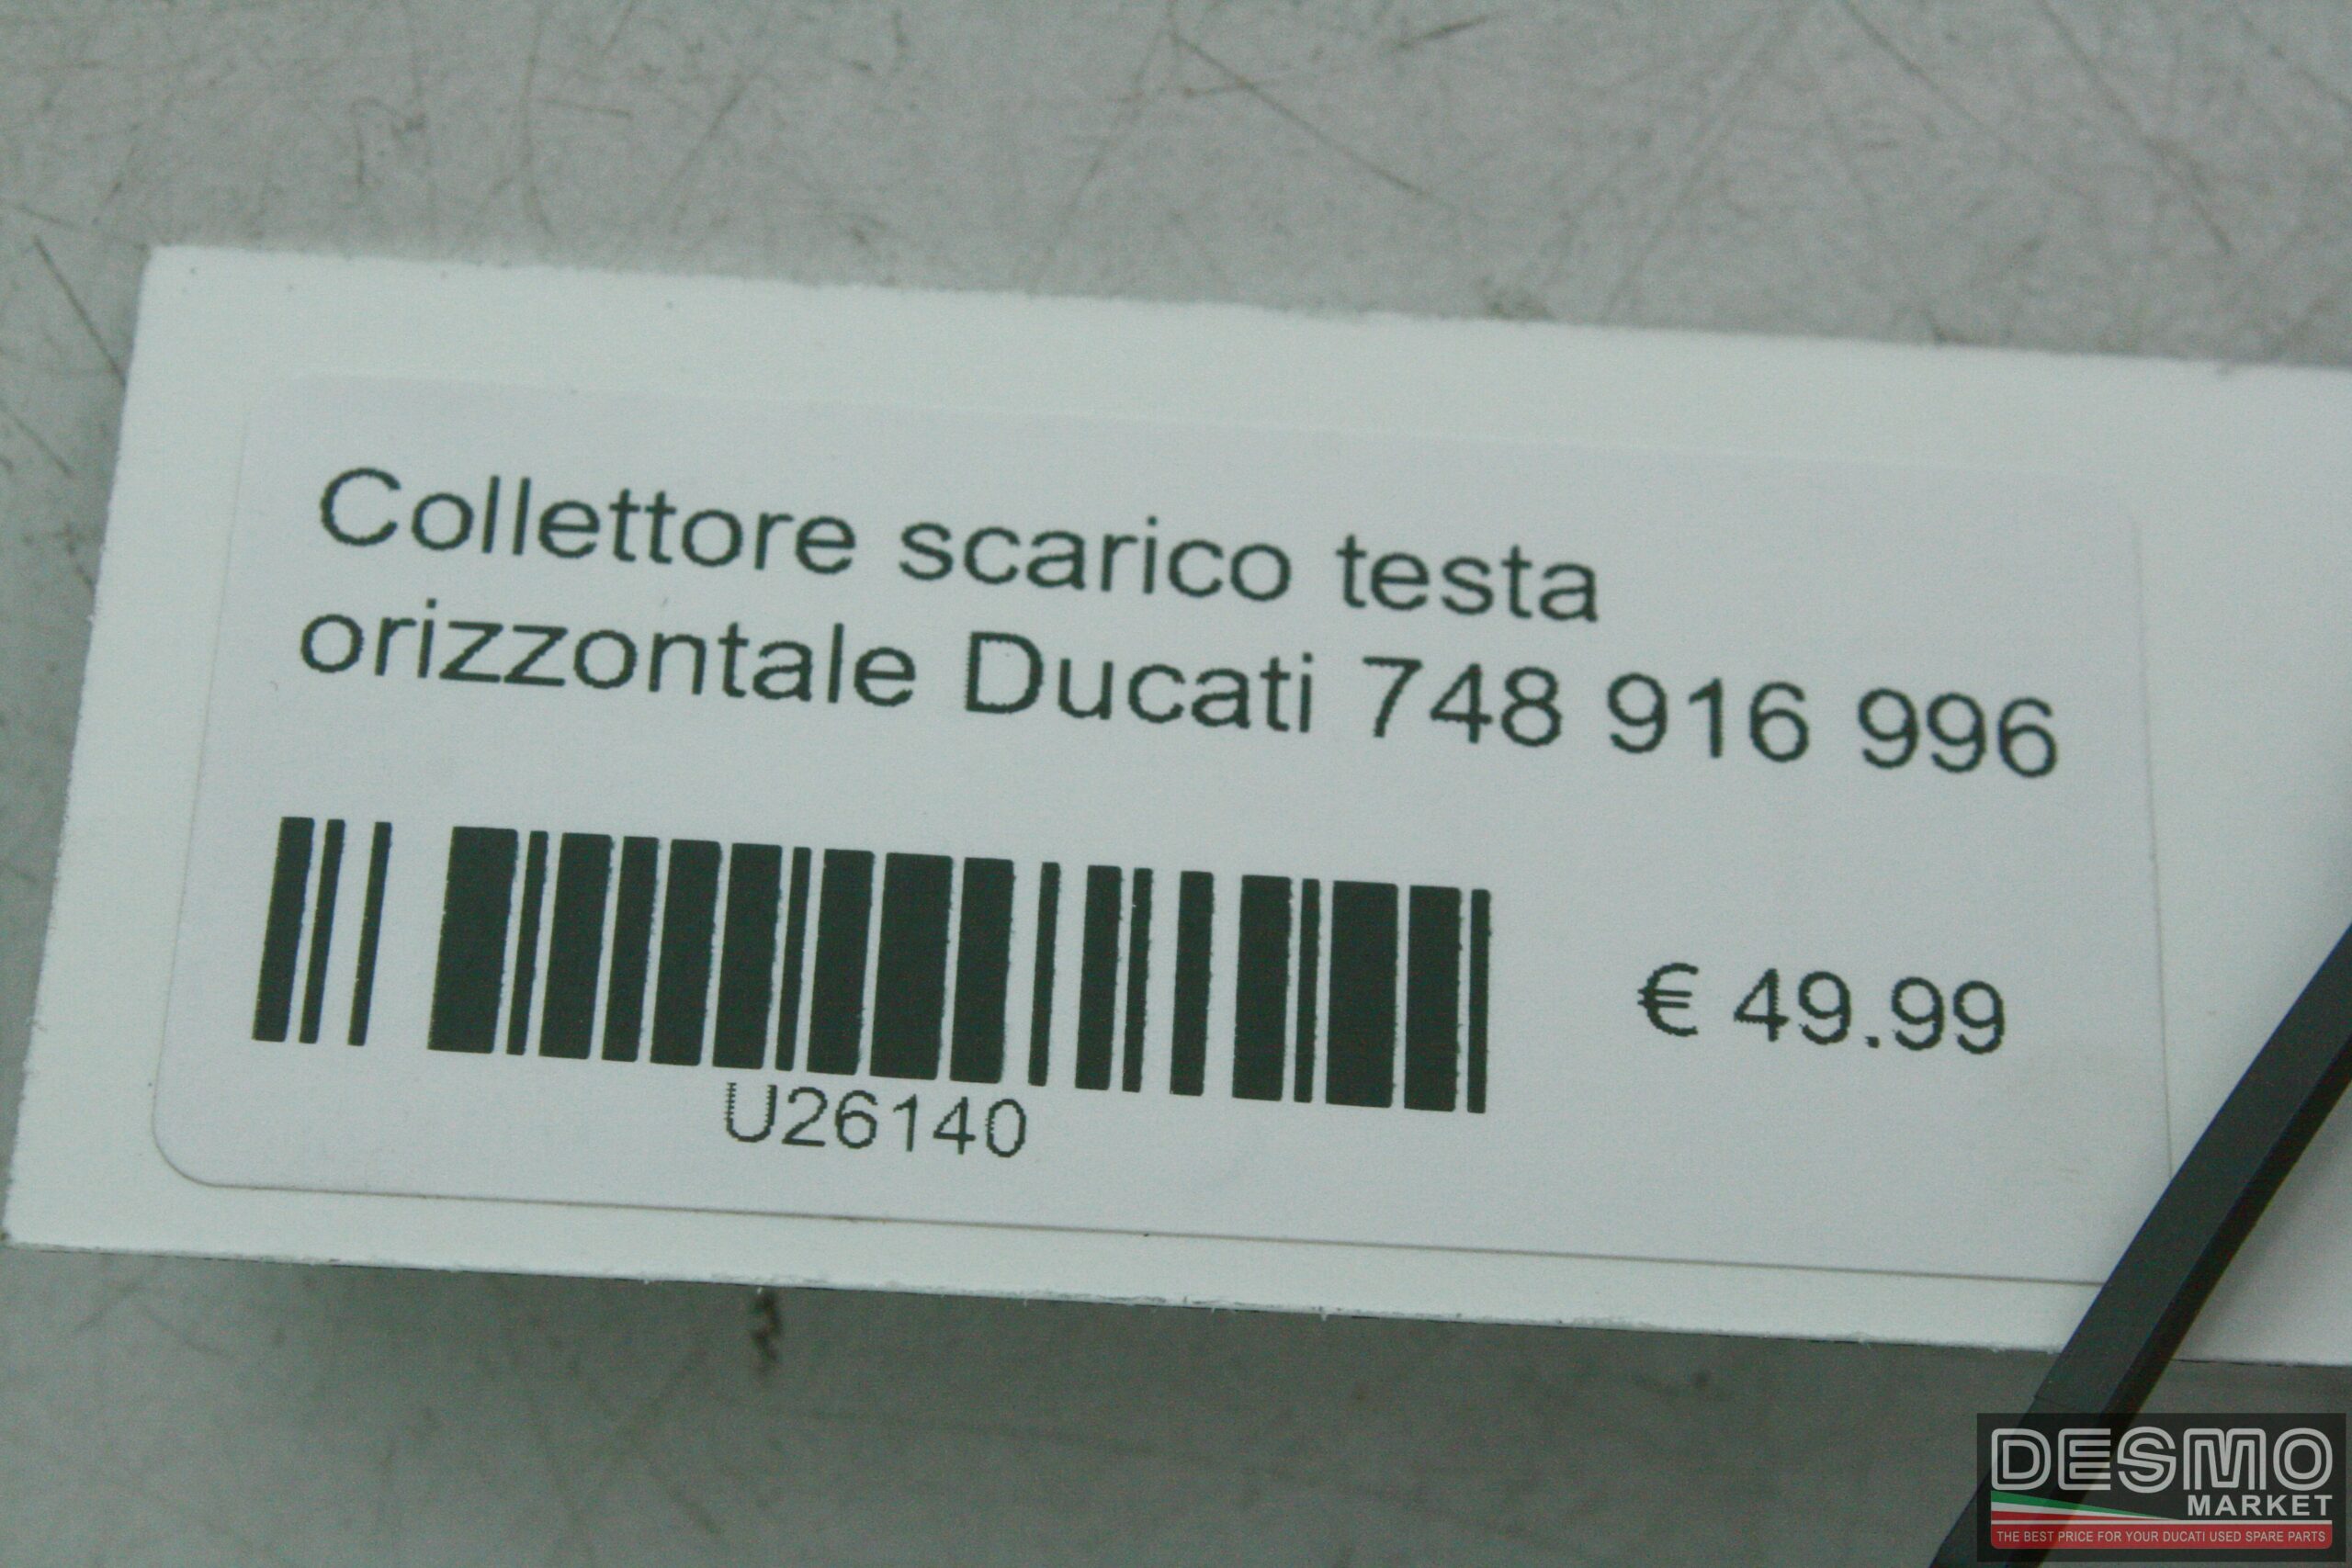 Collettore scarico testa
orizzontale Ducati 748 916 996
€ 49.99
U26140
DESMO
MARKET
THE BEST PRICE FOR YOUR DUCATI USED SPARE PARTS